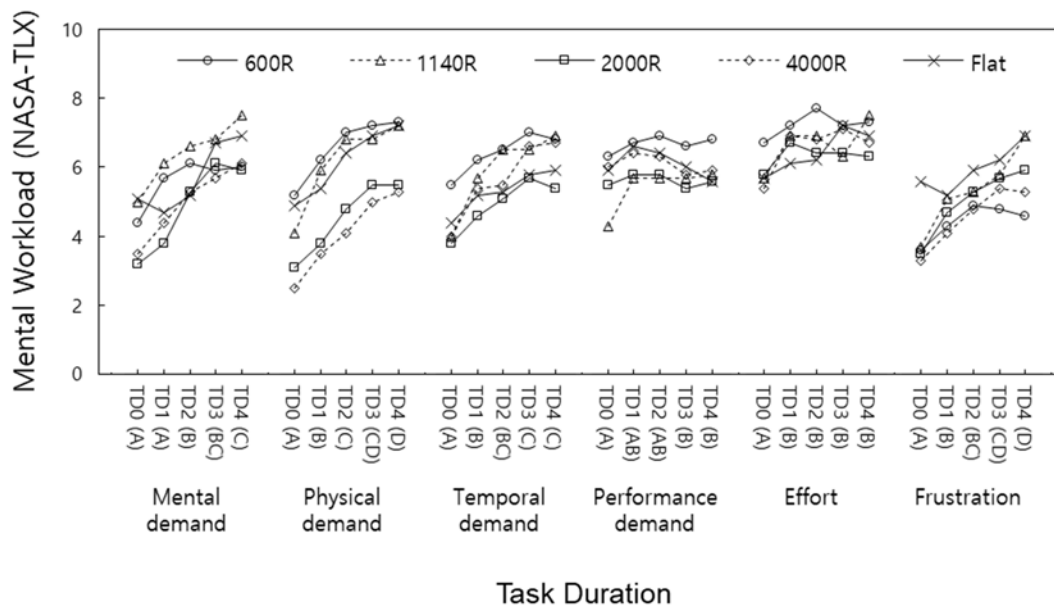 Mental Workload (NASA-TLX)
10
8
6
4
2
0
600R
1140R
2000R
4000R
Flat
TD0 (A)
TD1 (A)
TD2 (B)
TD3 (BC)
TD4 (C)
TD0 (A)
TD1 (B)
TD2 (C)
TD3 (CD)
TD4 (D)
TD0 (A)
TD1 (B)
TD2 (BC)
TD3 (C)
TD4 (C)
TD0 (A)
TD1 (AB)
TD2 (AB)
TD3 (B)
TD4 (B)
TD0 (A)
TD1 (B)
TD2 (B)
TD3 (B)
TD4 (B)
TD0 (A)
TD1 (B)
TD2 (BC)
TD3 (CD)
TD4 (D)
Mental
demand
Physical
demand
Temporal
demand
Performance
demand
Effort
Frustration
Task Duration